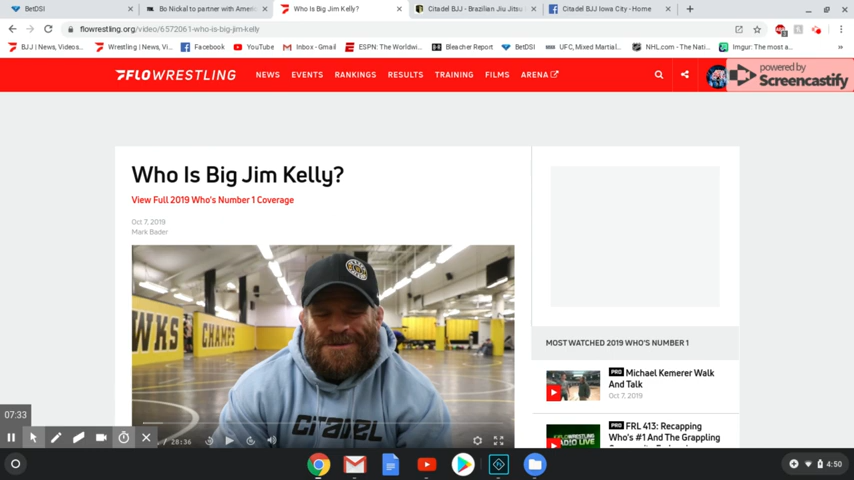 BetDSI
Bo Nickal to partner with Ameri
Who Is Big Jim Kelly?
Citadel BJJ - Brazilian Jiu Jitsu
Citadel BJJ Iowa City - Home
flowrestling.org/video/6572061-who-is-big-jim-kelly
BJJ | News, Videos...
Wrestling | News, Vi...
Facebook
YouTube
Inbox - Gmail
ESPN: The Worldwi...
Bleacher Report
BetDSI
UFC, Mixed Martial...
NHL.com - The Nati...
Imgur: The most a...
FLOWRESTLING
NEWS
EVENTS
RANKINGS
RESULTS
TRAINING
FILMS
ARENA
powered by
Screencastify
Who Is Big Jim Kelly?
View Full 2019 Who's Number 1 Coverage
Oct 7, 2019
Mark Bader
WKS
CHAMPS
CITADEL
/ 28:36
MOST WATCHED 2019 WHO'S NUMBER 1
PRO Michael Kemerer Walk
And Talk
Oct 7, 2019
PRO FRL 413: Recapping
Who's #1 And The Grappling
FLOWRESTLING
RADIO LIVE
07:33
4:50